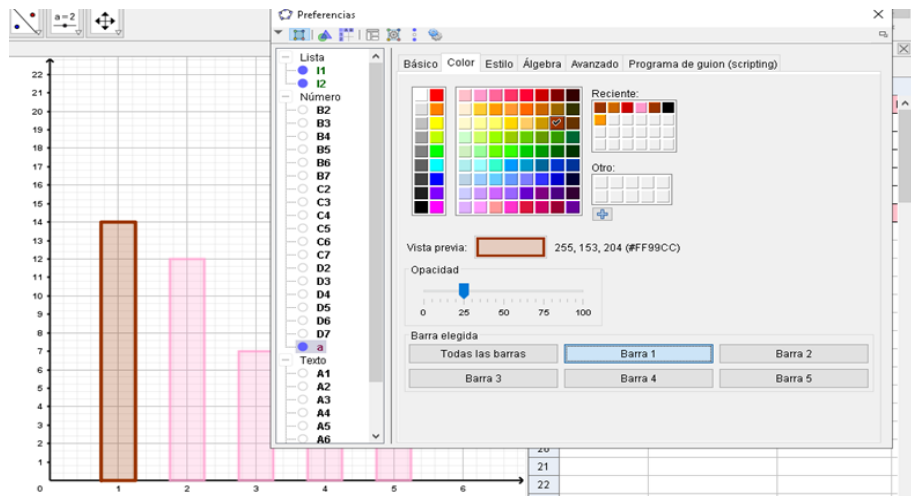 a=2
Preferencias
Lista
l1
l2
Número
B2
B3
B4
B5
B6
B7
C2
C3
C4
C5
C6
C7
D2
D3
D4
D5
D6
D7
a
Texto
A1
A2
A3
A4
A5
A6
Básico Color Estilo Álgebra Avanzado Programa de guion (scripting)
Reciente:
Otro:
Vista previa: 255, 153, 204 (#FF99CC)
Opacidad
0 25 50 75 100
Barra elegida
Todas las barras Barra 1 Barra 2
Barra 3 Barra 4 Barra 5
22
21
20
19
18
17
16
15
14
13
12
11
10
9
8
7
6
5
4
3
2
1
0 1 2 3 4 5 6
20
21
22